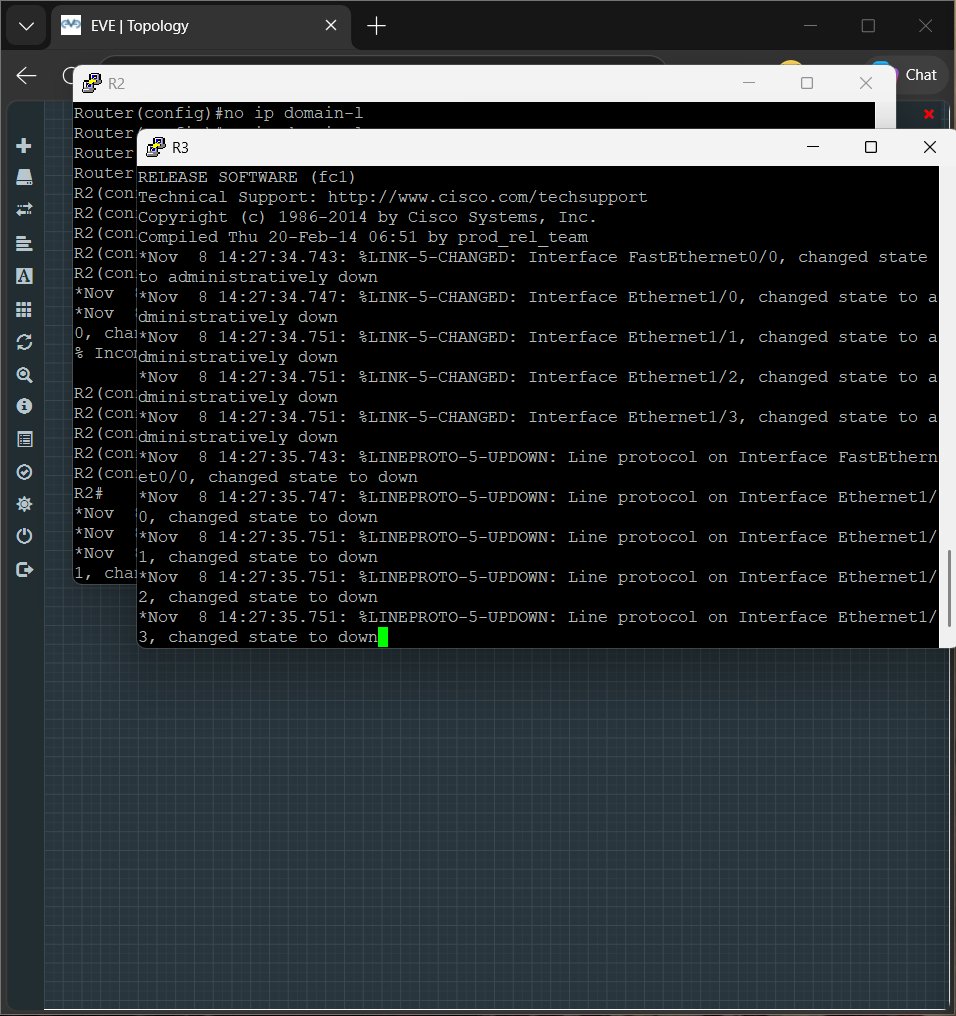 EVE | Topology
Chat
R2
Router(config)#no ip domain-l
Router
Router
Router
R2(con
R2(con
R2(con
R2(con
R2(con
*Nov
*Nov
0, cha
% Incom
R2(con
R2(con
R2(con
R2(con
R2(con
R2#
*Nov
*Nov
*Nov
1, cha
R3
RELEASE SOFTWARE (fc1)
Technical Support: http://www.cisco.com/techsupport
Copyright (c) 1986-2014 by Cisco Systems, Inc.
Compiled Thu 20-Feb-14 06:51 by prod_rel_team
*Nov  8 14:27:34.743: %LINK-5-CHANGED: Interface FastEthernet0/0, changed state
to administratively down
*Nov  8 14:27:34.747: %LINK-5-CHANGED: Interface Ethernet1/0, changed state to a
dministratively down
*Nov  8 14:27:34.751: %LINK-5-CHANGED: Interface Ethernet1/1, changed state to a
dministratively down
*Nov  8 14:27:34.751: %LINK-5-CHANGED: Interface Ethernet1/2, changed state to a
dministratively down
*Nov  8 14:27:34.751: %LINK-5-CHANGED: Interface Ethernet1/3, changed state to a
dministratively down
*Nov  8 14:27:35.743: %LINEPROTO-5-UPDOWN: Line protocol on Interface FastEthern
et0/0, changed state to down
*Nov  8 14:27:35.747: %LINEPROTO-5-UPDOWN: Line protocol on Interface Ethernet1/
0, changed state to down
*Nov  8 14:27:35.751: %LINEPROTO-5-UPDOWN: Line protocol on Interface Ethernet1/
1, changed state to down
*Nov  8 14:27:35.751: %LINEPROTO-5-UPDOWN: Line protocol on Interface Ethernet1/
2, changed state to down
*Nov  8 14:27:35.751: %LINEPROTO-5-UPDOWN: Line protocol on Interface Ethernet1/
3, changed state to down